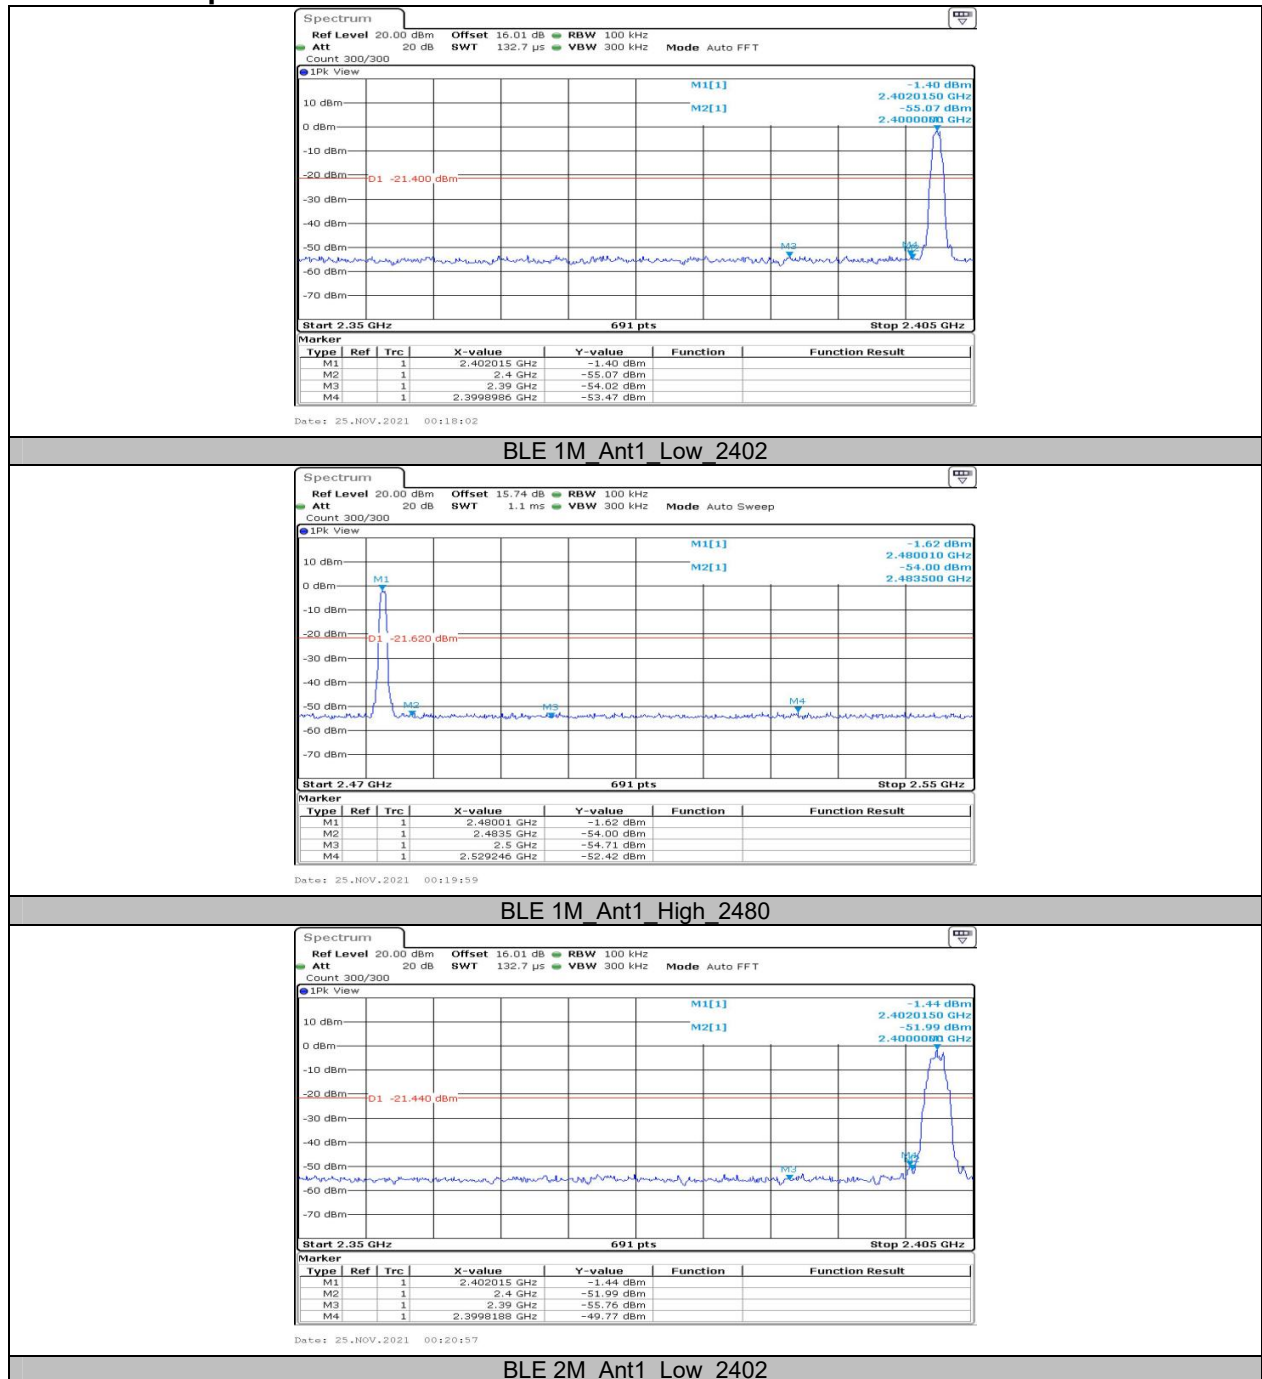 Spectrum
Ref Level 20.00 dBm Offset 16.01 dB RBW 100 kHz
Att 20 dB SWT 132.7 µs VBW 300 kHz Mode Auto FFT
Count 300/300
1Pk View
M1[1] -1.40 dBm
2.4020150 GHz
10 dBm
M2[1] -55.07 dBm
GHz
0 dBm
-10 dBm
-20 dBm
D1 -21.400 dBm
-30 dBm
-40 dBm
-50 dBm
M3 M4
-60 dBm
-70 dBm
Start 2.35 GHz 691 pts Stop 2.405 GHz
Marker
Type Ref Trc X-value Y-value Function Function Result
M1 1 2.402015 GHz -1.40 dBm
M2 1 2.4 GHz -55.07 dBm
M3 1 2.39 GHz -54.02 dBm
M4 1 2.3998986 GHz -53.47 dBm
Date: 25.NOV.2021 00:18:02
BLE 1M_Ant1_Low_2402
Spectrum
Ref Level 20.00 dBm Offset 15.74 dB RBW 100 kHz
Att 20 dB SWT 1.1 ms VBW 300 kHz Mode Auto Sweep
Count 300/300
1Pk View
M1[1] -1.62 dBm
2.480010 GHz
10 dBm
M2[1] -54.00 dBm
2.483500 GHz
M1
0 dBm
-10 dBm
-20 dBm
D1 -21.620 dBm
-30 dBm
-40 dBm
-50 dBm
M2 M3 M4
-60 dBm
-70 dBm
Start 2.47 GHz 691 pts Stop 2.55 GHz
Marker
Type Ref Trc X-value Y-value Function Function Result
M1 1 2.48001 GHz -1.62 dBm
M2 1 2.4835 GHz -54.00 dBm
M3 1 2.5 GHz -54.71 dBm
M4 1 2.529246 GHz -52.42 dBm
Date: 25.NOV.2021 00:19:59
BLE 1M_Ant1_High_2480
Spectrum
Ref Level 20.00 dBm Offset 16.01 dB RBW 100 kHz
Att 20 dB SWT 132.7 µs VBW 300 kHz Mode Auto FFT
Count 300/300
1Pk View
M1[1] -1.44 dBm
2.4020150 GHz
10 dBm
M2[1] -51.99 dBm
GHz
0 dBm
-10 dBm
-20 dBm
D1 -21.440 dBm
-30 dBm
-40 dBm
-50 dBm
M3
-60 dBm
-70 dBm
Start 2.35 GHz 691 pts Stop 2.405 GHz
Marker
Type Ref Trc X-value Y-value Function Function Result
M1 1 2.402015 GHz -1.44 dBm
M2 1 2.4 GHz -51.99 dBm
M3 1 2.39 GHz -55.76 dBm
M4 1 2.3998188 GHz -49.77 dBm
Date: 25.NOV.2021 00:20:57
BLE 2M_Ant1_Low_2402